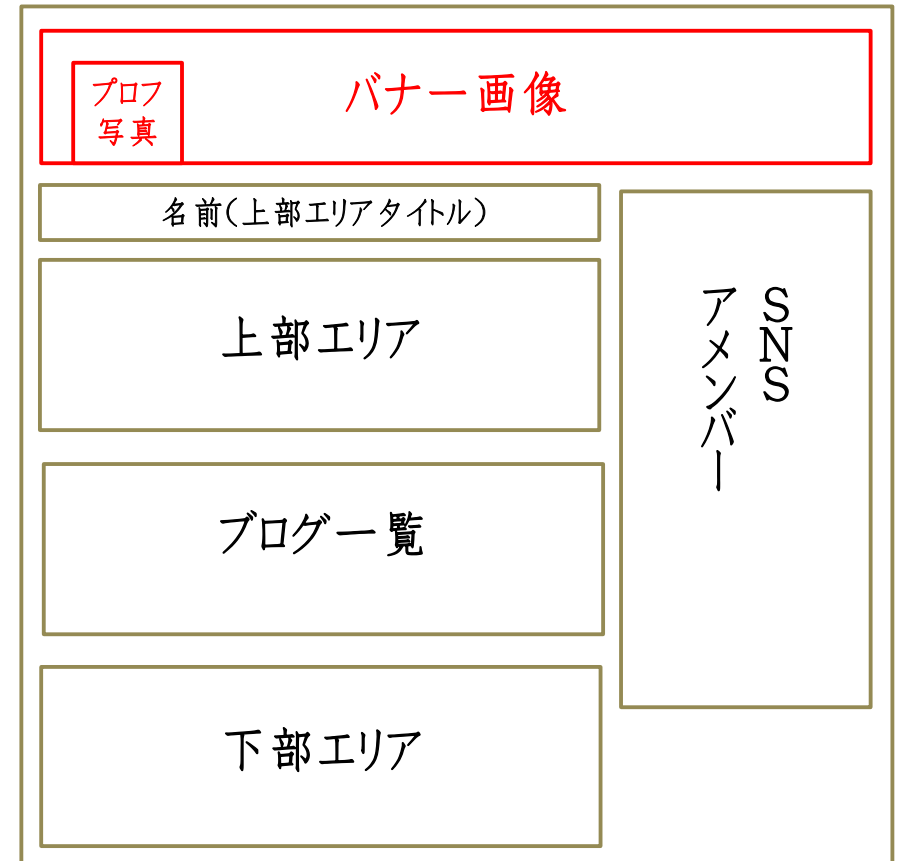 プロフ
写真
バナー画像
名前(上部エリアタイトル)
上部エリア
SNS
アメンバー
ブログ一覧
下部エリア